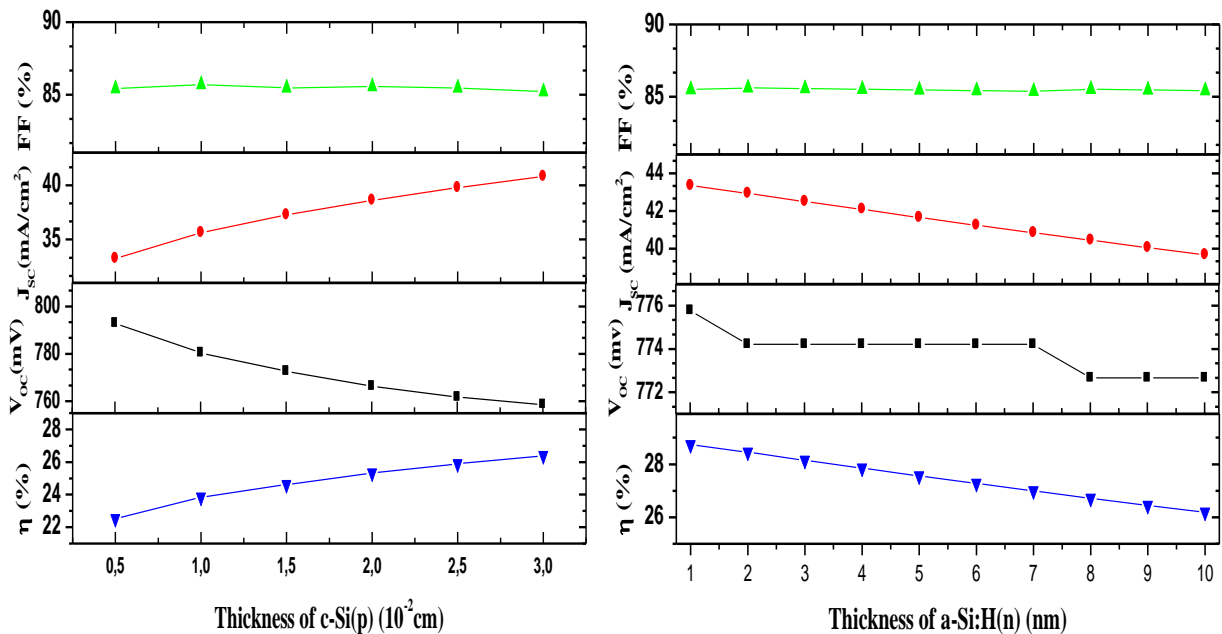 FF (%)
90
85
J_SC(mA/cm²)
40
35
V_OC(mV)
800
780
760
η (%)
28
26
24
22
0,5 1,0 1,5 2,0 2,5 3,0
Thickness of c-Si(p) (10⁻²cm)
FF (%)
90
85
J_SC (mA/cm²)
44
42
40
V_OC (mv)
776
774
772
η (%)
28
26
1 2 3 4 5 6 7 8 9 10
Thickness of a-Si:H(n) (nm)